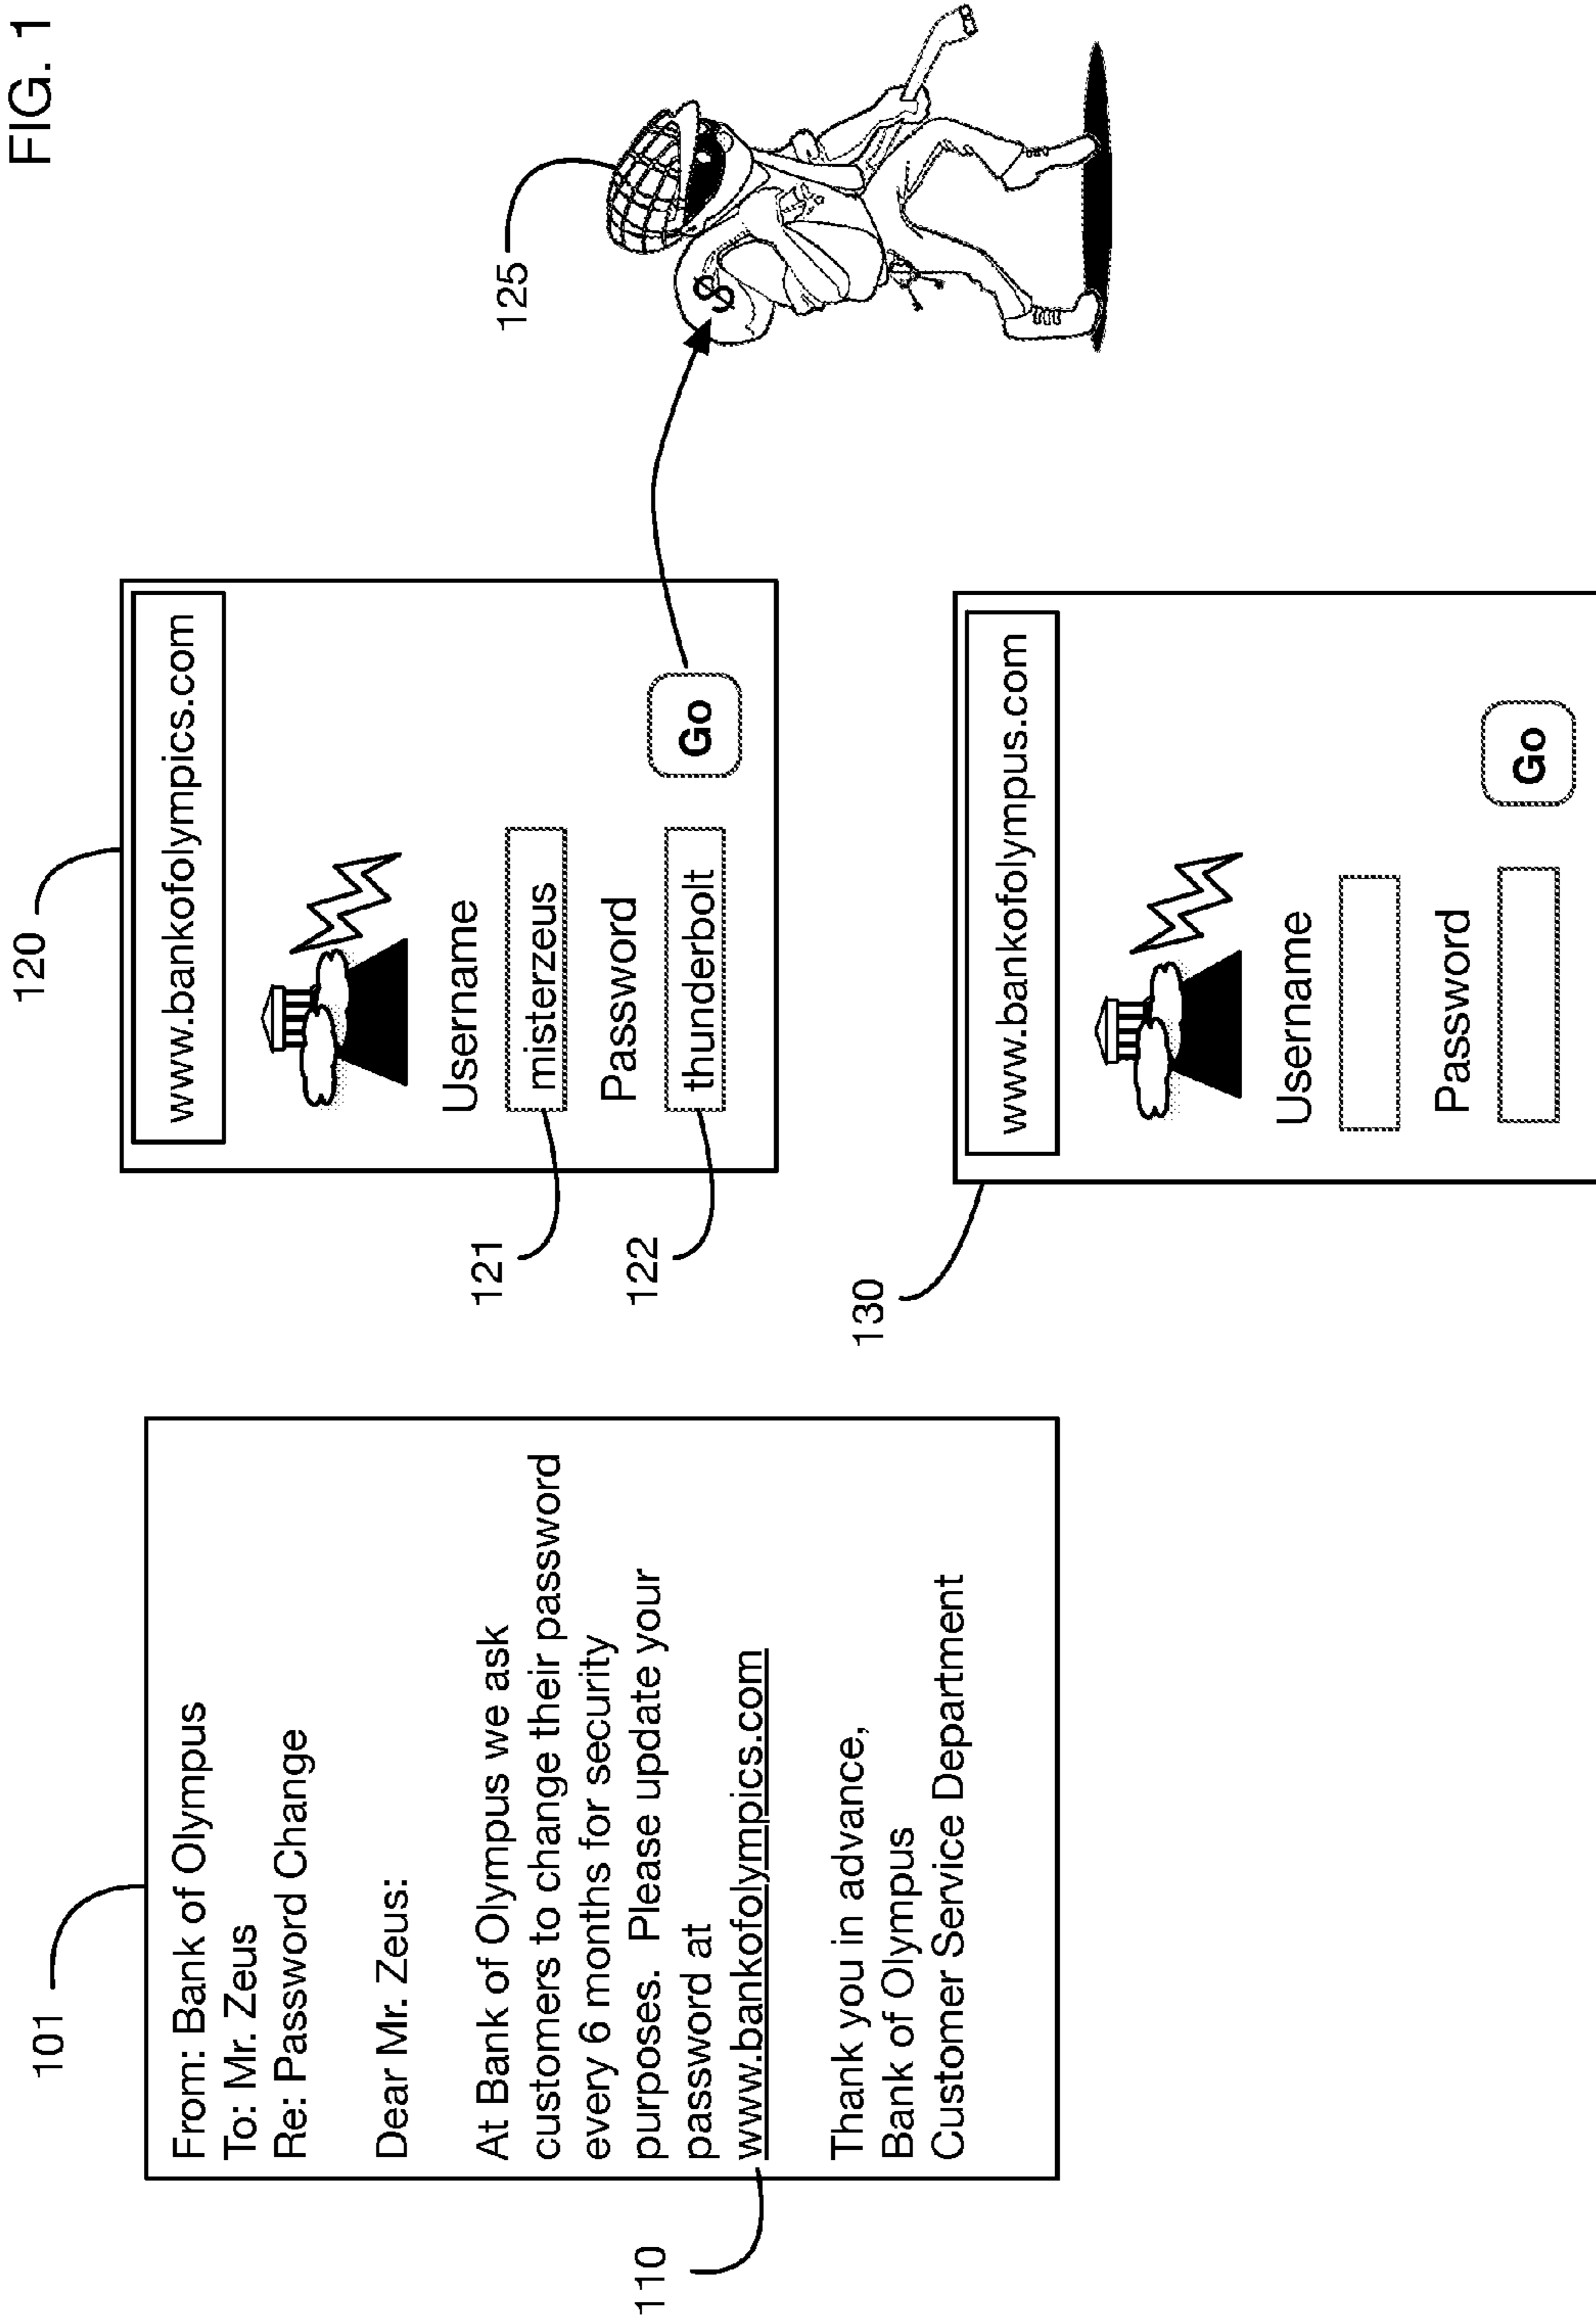 FIG. 1
101
From: Bank of Olympus
To: Mr. Zeus
Re: Password Change
Dear Mr. Zeus:
At Bank of Olympus we ask
customers to change their password
every 6 months for security
purposes.  Please update your
password at
www.bankofolympics.com
Thank you in advance,
Bank of Olympus
Customer Service Department
110
120
www.bankofolympics.com
Username
121
misterzeus
Password
122
thunderbolt
Go
125
$
130
www.bankofolympus.com
Username
Password
Go